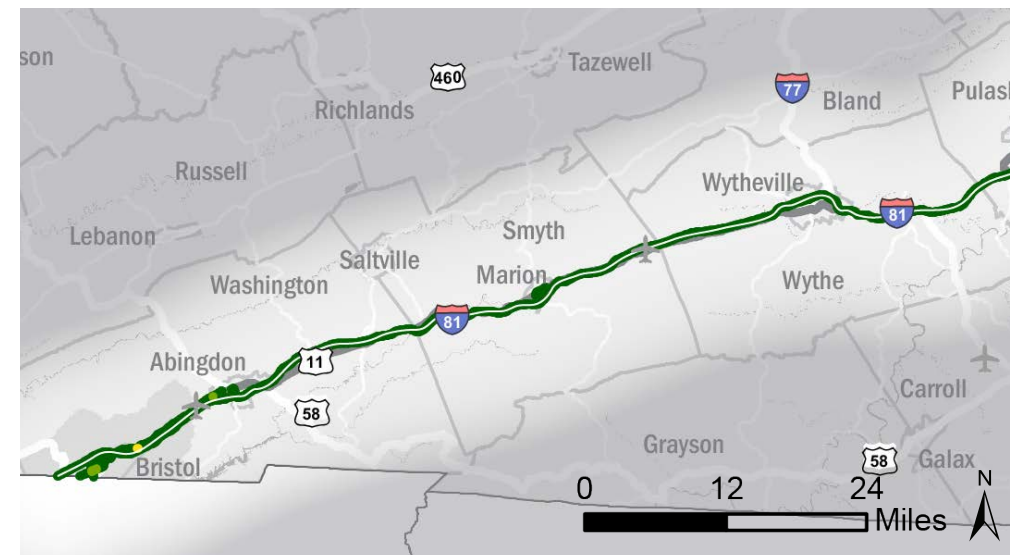 son
Tazewell
460
77
Richlands
Bland
Pulas
Russell
Wytheville
81
Lebanon
Smyth
Saltville
Washington
Marion
Wythe
81
Abingdon
11
58
Carroll
Grayson
58
Galax
Bristol
N
0 12 24
Miles